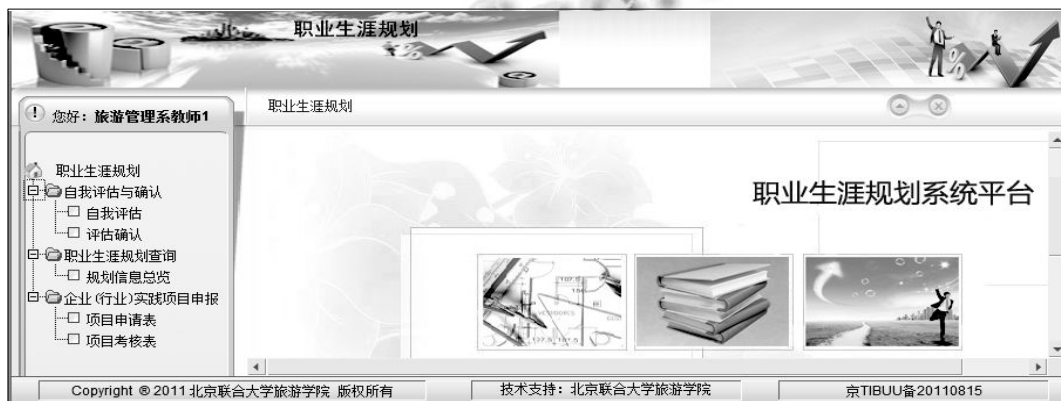 职业生涯规划
您好：旅游管理系教师1
职业生涯规划
职业生涯规划
自我评估与确认
自我评估
评估确认
职业生涯规划查询
规划信息总览
企业(行业)实践项目申报
项目申请表
项目考核表
职业生涯规划系统平台
Copyright ® 2011 北京联合大学旅游学院 版权所有
技术支持：北京联合大学旅游学院
京TIBUU备20110815